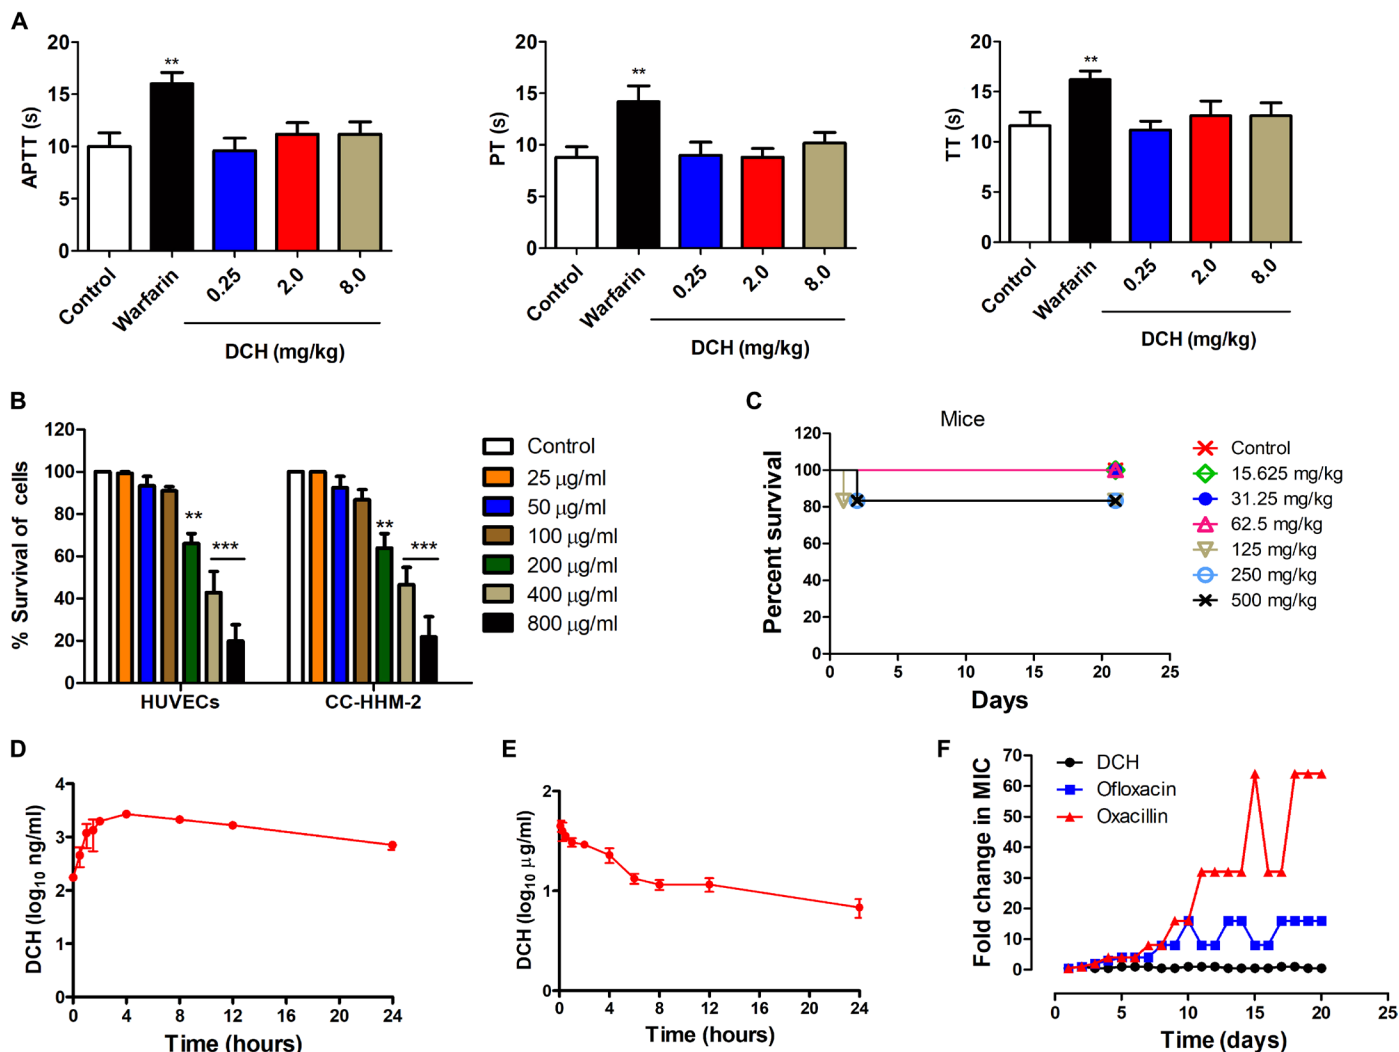 A
20
15
10
5
0
APTT (s)
**
Control
Warfarin
0.25
2.0
8.0
DCH (mg/kg)
20
15
10
5
0
PT (s)
**
Control
Warfarin
0.25
2.0
8.0
DCH (mg/kg)
20
15
10
5
0
TT (s)
**
Control
Warfarin
0.25
2.0
8.0
DCH (mg/kg)
B
120
100
80
60
40
20
0
% Survival of cells
** ***
** ***
HUVECs CC-HHM-2
Control
25 μg/ml
50 μg/ml
100 μg/ml
200 μg/ml
400 μg/ml
800 μg/ml
C
Mice
120
100
80
60
40
20
0
Percent survival
0 5 10 15 20 25
Days
Control
15.625 mg/kg
31.25 mg/kg
62.5 mg/kg
125 mg/kg
250 mg/kg
500 mg/kg
D
4
3
2
1
0
DCH (log10 ng/ml)
0 4 8 12 16 20 24
Time (hours)
E
2
1
0
DCH (log10 μg/ml)
0 4 8 12 16 20 24
Time (hours)
F
70
60
50
40
30
20
10
0
Fold change in MIC
DCH
Ofloxacin
Oxacillin
0 5 10 15 20 25
Time (days)